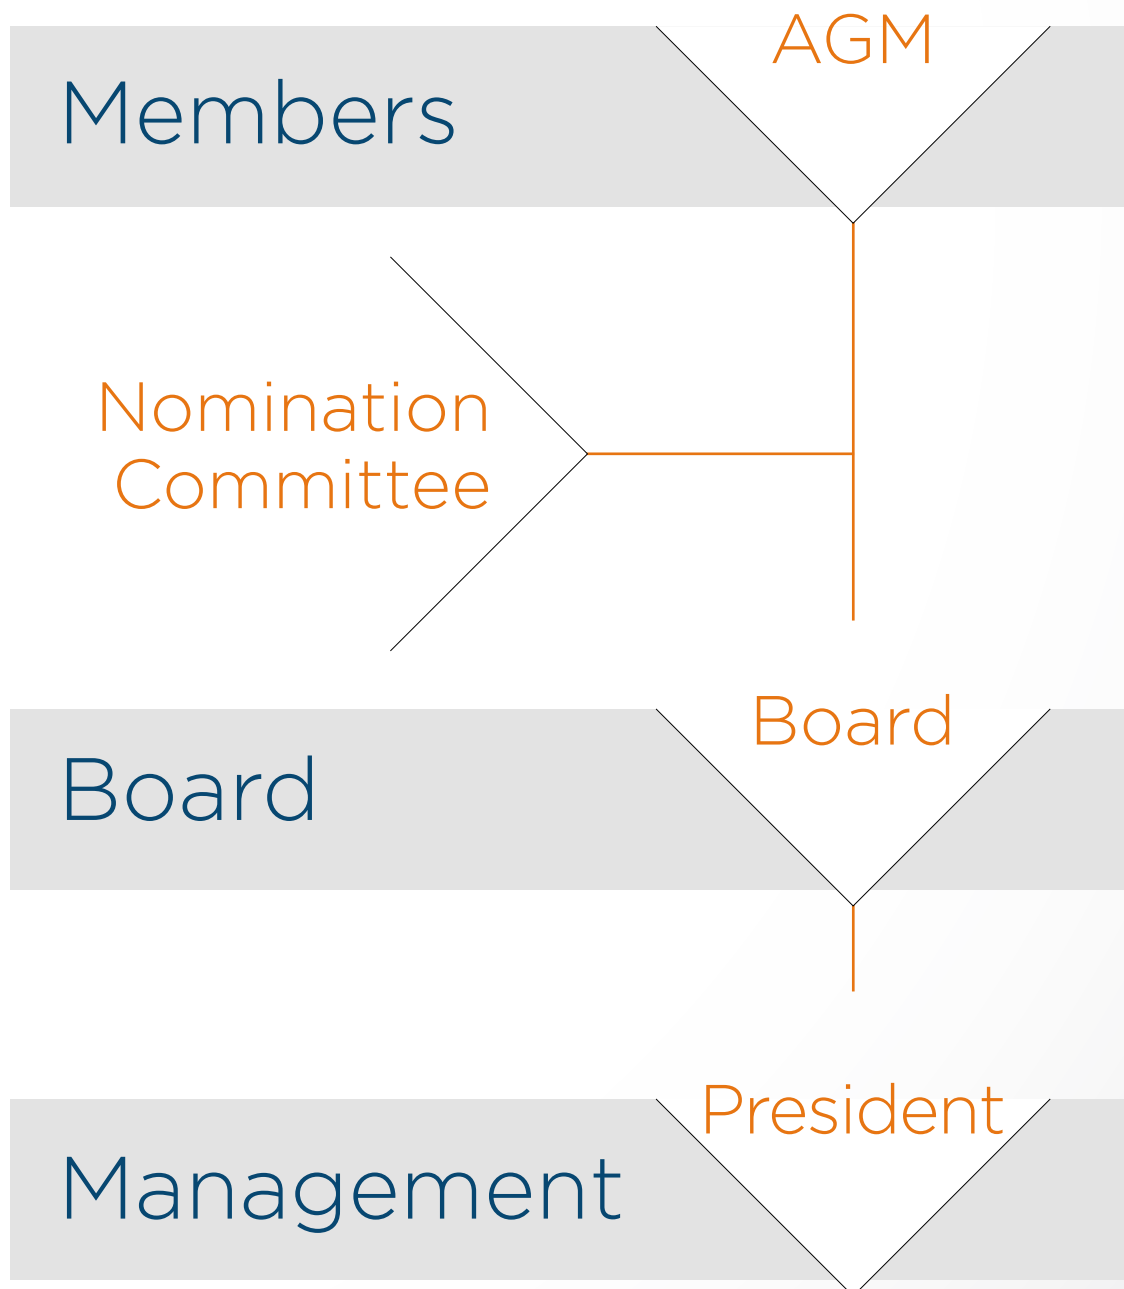 AGM
Members
Nomination
Committee
Board
Board
President
Management